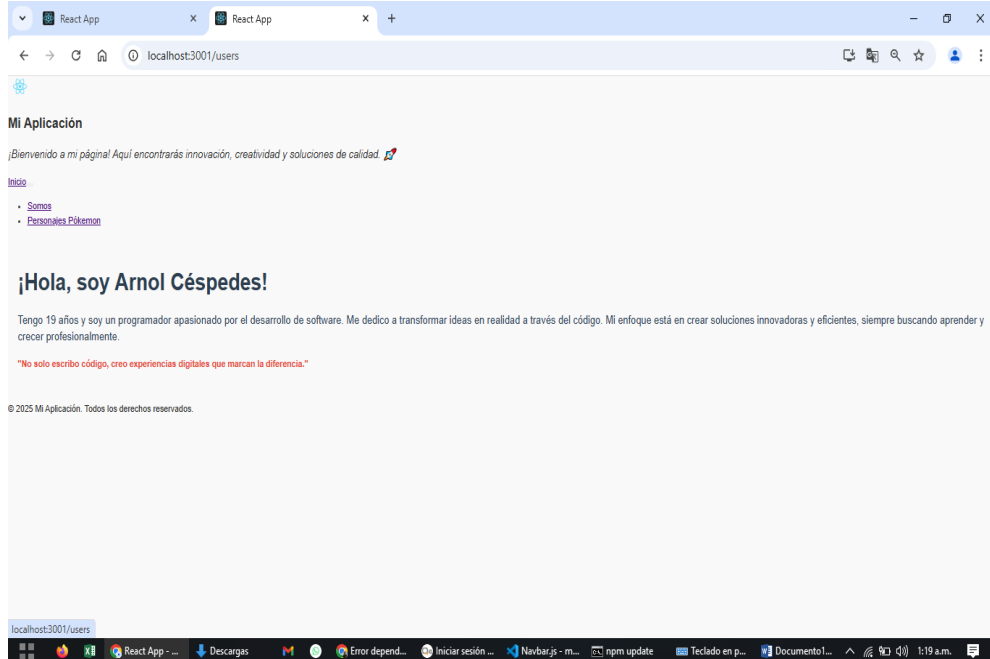 React App
React App
localhost:3001/users
Mi Aplicación
¡Bienvenido a mi página! Aquí encontrarás innovación, creatividad y soluciones de calidad. 🚀
Inicio
Somos
Personajes Pókemon
¡Hola, soy Arnol Céspedes!
Tengo 19 años y soy un programador apasionado por el desarrollo de software. Me dedico a transformar ideas en realidad a través del código. Mi enfoque está en crear soluciones innovadoras y eficientes, siempre buscando aprender y
crecer profesionalmente.
"No solo escribo código, creo experiencias digitales que marcan la diferencia."
© 2025 Mi Aplicación. Todos los derechos reservados.
localhost:3001/users
React App - ... Descargas Error depend... Iniciar sesión ... Navbar.js - m... npm update Teclado en p... Documento1... 1:19 a.m.